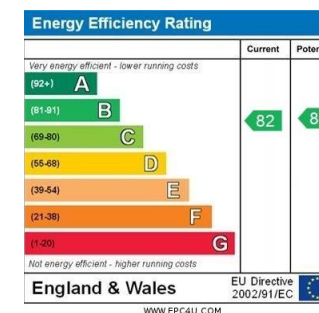 Energy Efficiency Rating
Current Poten
Very energy efficient - lower running costs
(92+) A
(81-91) B
(69-80) C
(55-68) D
(39-54) E
(21-38) F
(1-20) G
82 8
Not energy efficient - higher running costs
England & Wales
EU Directive
2002/91/EC
WWW.EPC4U.COM